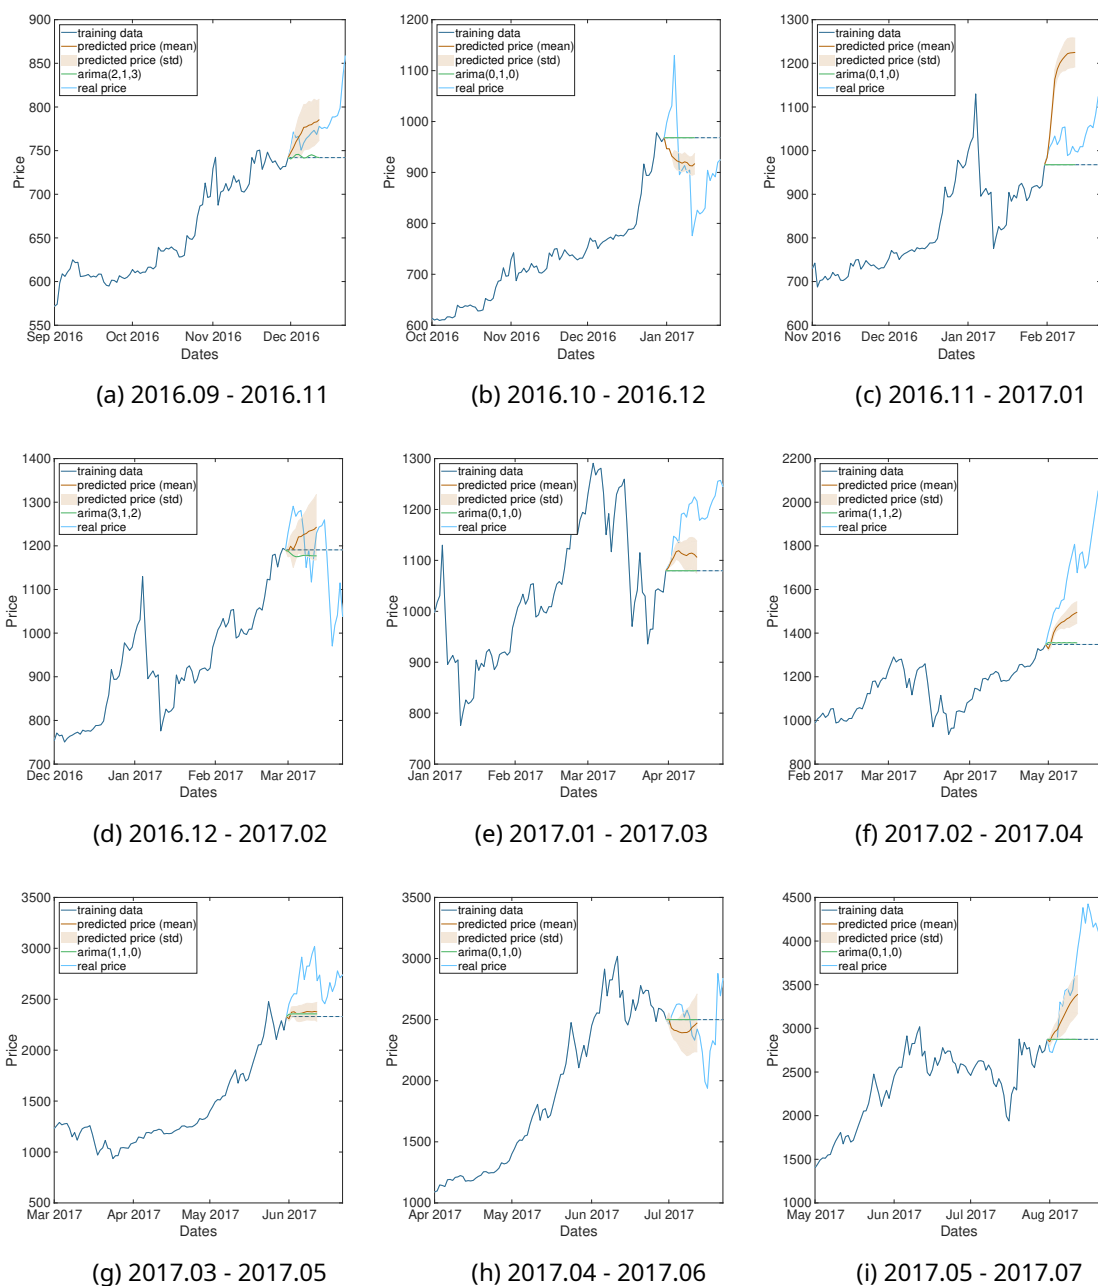 900
850
800
750
700
650
600
550
Price
training data
predicted price (mean)
predicted price (std)
arima(2,1,3)
real price
Sep 2016 Oct 2016 Nov 2016 Dec 2016
Dates
(a) 2016.09 - 2016.11
1200
1100
1000
900
800
700
600
Price
training data
predicted price (mean)
predicted price (std)
arima(0,1,0)
real price
Oct 2016 Nov 2016 Dec 2016 Jan 2017
Dates
(b) 2016.10 - 2016.12
1300
1200
1100
1000
900
800
700
600
Price
training data
predicted price (mean)
predicted price (std)
arima(0,1,0)
real price
Nov 2016 Dec 2016 Jan 2017 Feb 2017
Dates
(c) 2016.11 - 2017.01
1400
1300
1200
1100
1000
900
800
700
Price
training data
predicted price (mean)
predicted price (std)
arima(3,1,2)
real price
Dec 2016 Jan 2017 Feb 2017 Mar 2017
Dates
(d) 2016.12 - 2017.02
1300
1200
1100
1000
900
800
700
Price
training data
predicted price (mean)
predicted price (std)
arima(0,1,0)
real price
Jan 2017 Feb 2017 Mar 2017 Apr 2017
Dates
(e) 2017.01 - 2017.03
2200
2000
1800
1600
1400
1200
1000
800
Price
training data
predicted price (mean)
predicted price (std)
arima(1,1,2)
real price
Feb 2017 Mar 2017 Apr 2017 May 2017
Dates
(f) 2017.02 - 2017.04
3500
3000
2500
2000
1500
1000
500
Price
training data
predicted price (mean)
predicted price (std)
arima(1,1,0)
real price
Mar 2017 Apr 2017 May 2017 Jun 2017
Dates
(g) 2017.03 - 2017.05
3500
3000
2500
2000
1500
1000
Price
training data
predicted price (mean)
predicted price (std)
arima(0,1,0)
real price
Apr 2017 May 2017 Jun 2017 Jul 2017
Dates
(h) 2017.04 - 2017.06
4500
4000
3500
3000
2500
2000
1500
1000
Price
training data
predicted price (mean)
predicted price (std)
arima(0,1,0)
real price
May 2017 Jun 2017 Jul 2017 Aug 2017
Dates
(i) 2017.05 - 2017.07